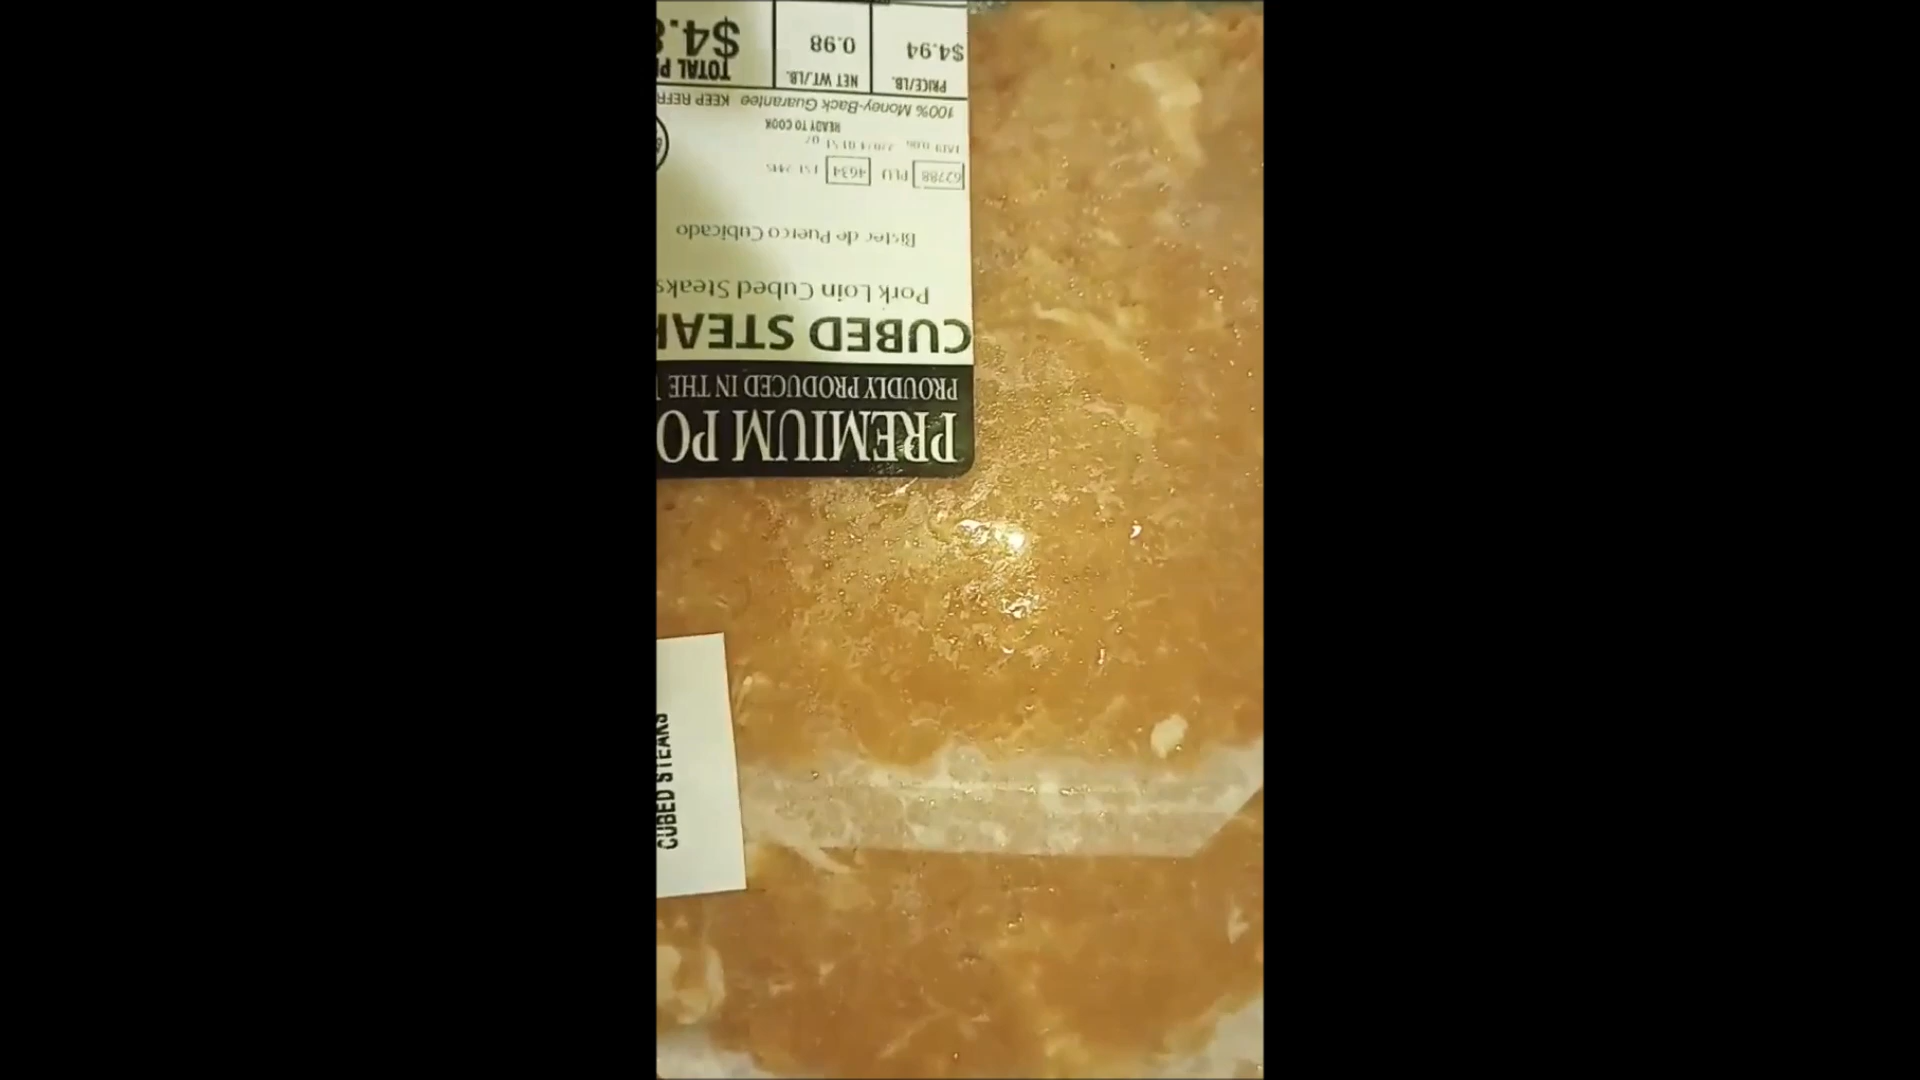 PREMIUM PO
PROUDLY PRODUCED IN THE
CUBED STEAK
Pork Loin Cubed Steaks
Bistec de Puerco Cubicado
62788 PLU 4634 EST
READY TO COOK
100% Money-Back Guarantee KEEP REFR
PRICE/LB. NET WT./LB. TOTAL P
$4.94 0.98 $4.8
CUBED STEAKS